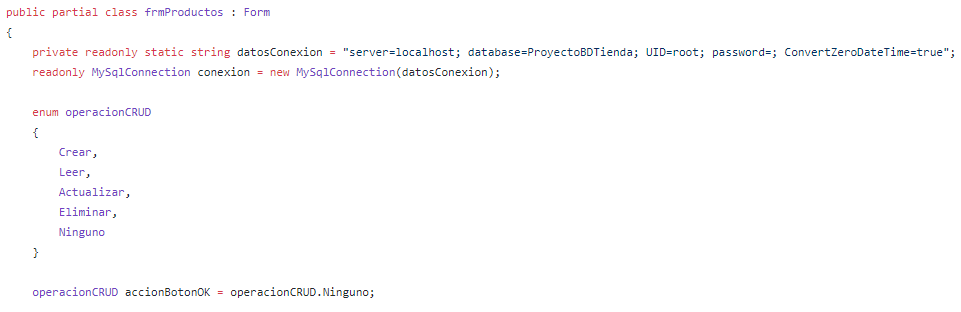 public partial class frmProductos : Form
{
    private readonly static string datosConexion = "server=localhost; database=ProyectoBDTienda; UID=root; password=; ConvertZeroDateTime=true";
    readonly MySqlConnection conexion = new MySqlConnection(datosConexion);

    enum operacionCRUD
    {
        Crear,
        Leer,
        Actualizar,
        Eliminar,
        Ninguno
    }

    operacionCRUD accionBotonOK = operacionCRUD.Ninguno;